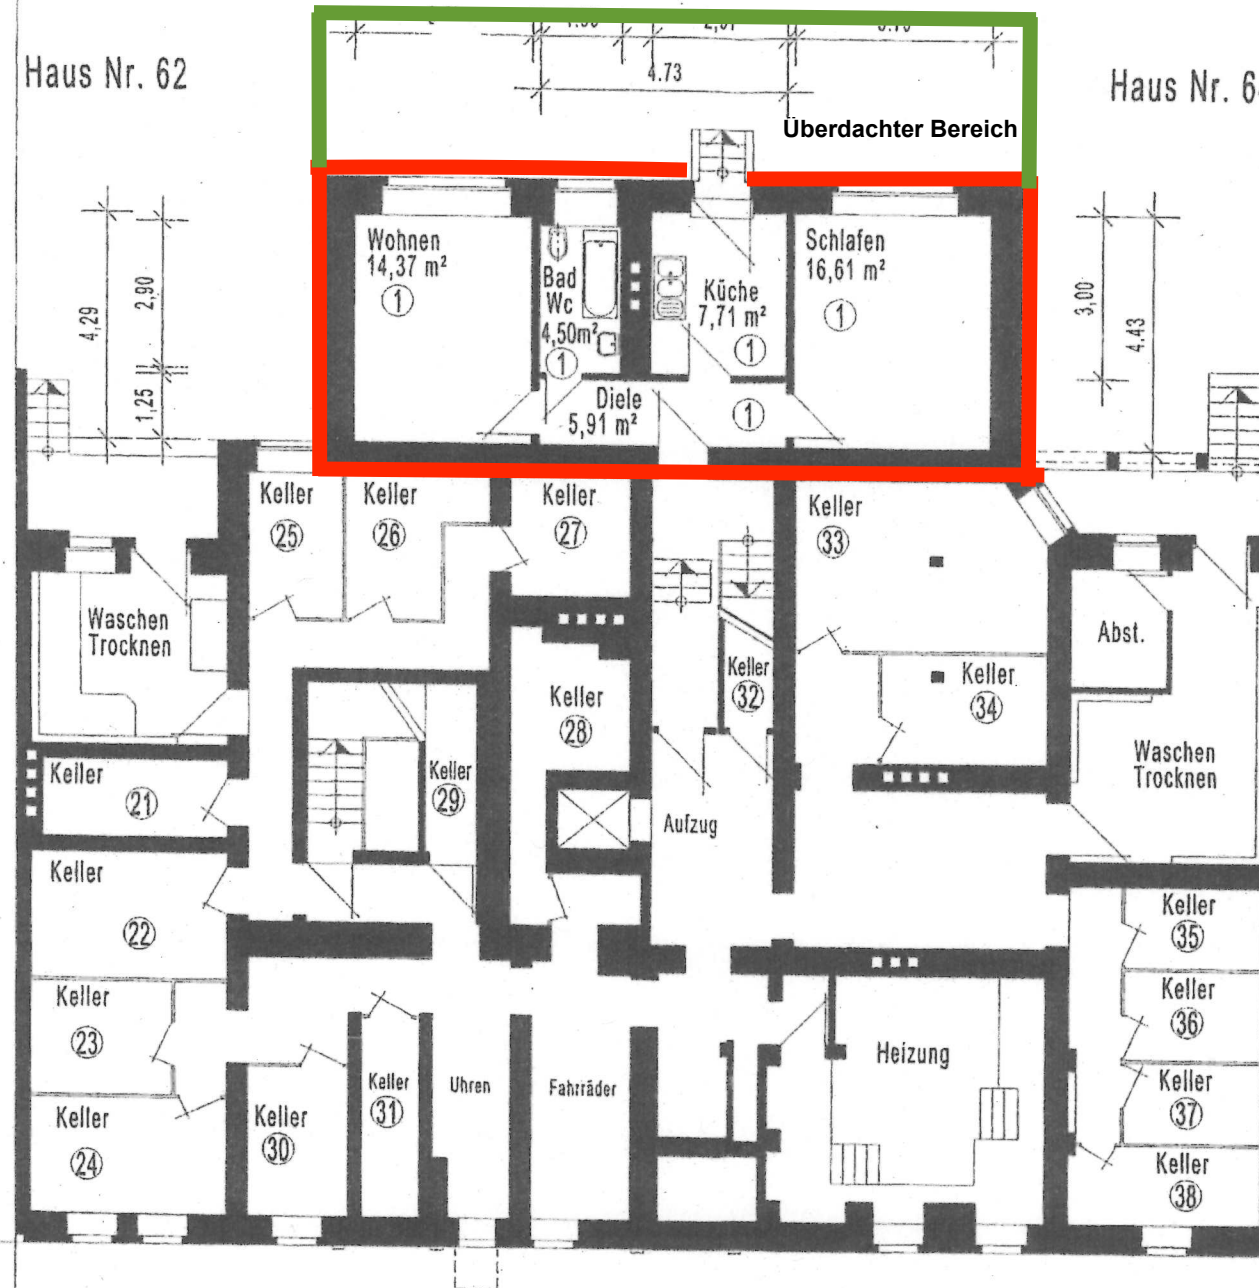 2,57
Haus Nr. 62
4.73
Haus Nr. 6
Überdachter Bereich
Wohnen
14,37 m²
1
Bad
Wc
4,50m²
1
Küche
7,71 m²
1
Schlafen
16,61 m²
1
Diele
5,91 m²
1
4,29
2,90
1,25
3,00
4.43
Keller
25
Keller
26
Keller
27
Keller
33
Waschen
Trocknen
Abst.
Keller
28
Keller
32
Keller
34
Keller
21
Keller
29
Aufzug
Waschen
Trocknen
Keller
22
Keller
35
Keller
23
Keller
36
Heizung
Keller
24
Keller
30
Keller
31
Uhren
Fahrräder
Keller
37
Keller
38